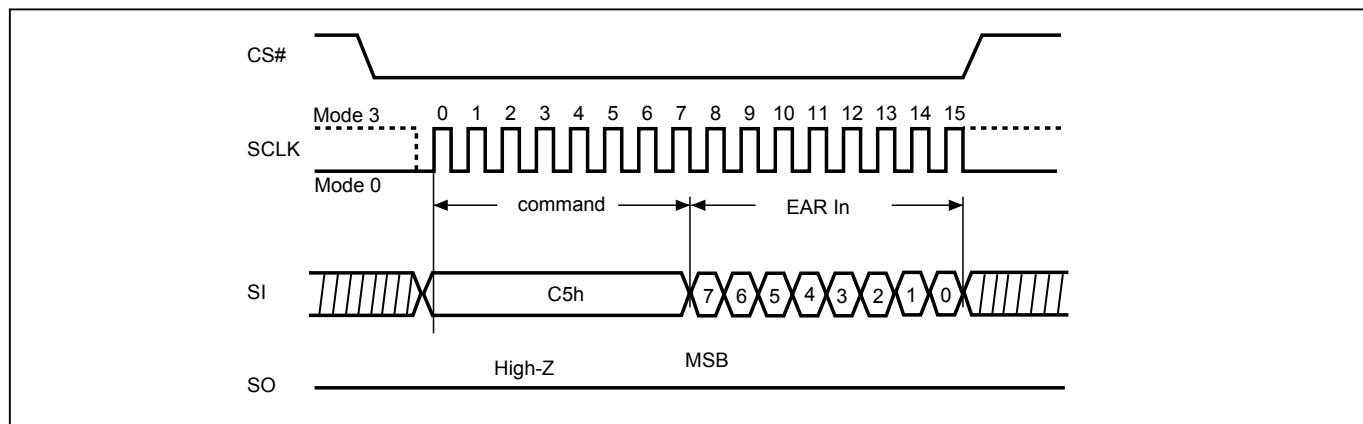 CS#
Mode 3
0 1 2 3 4 5 6 7 8 9 10 11 12 13 14 15
SCLK
Mode 0
command
EAR In
SI
C5h
7 6 5 4 3 2 1 0
High-Z
MSB
SO